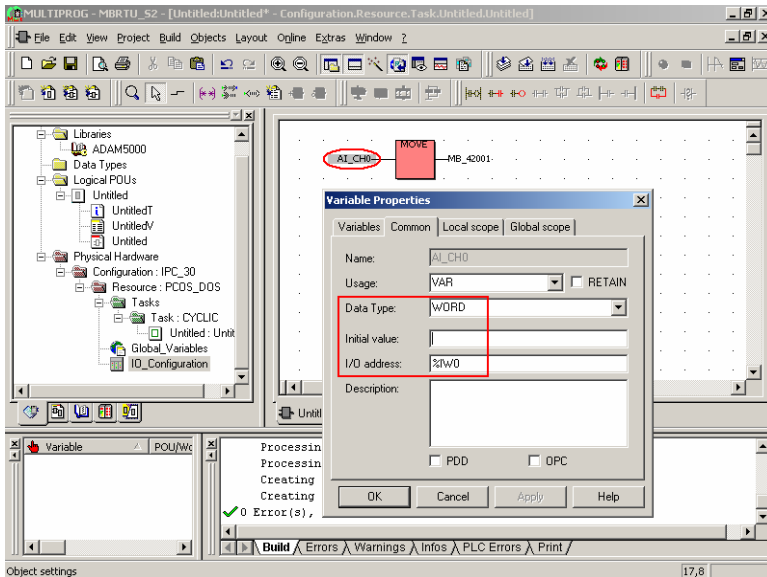 MULTIPROG - MBRTU_S2 - [Untitled:Untitled* - Configuration.Resource.Task.Untitled.Untitled]
File Edit View Project Build Objects Layout Online Extras Window ?
Libraries
ADAM5000
Data Types
Logical POUs
Untitled
UntitledT
UntitledV
Untitled
Physical Hardware
Configuration : IPC_30
Resource : PCOS_DOS
Tasks
Task : CYCLIC
Untitled : Untit
Global_Variables
IO_Configuration
MOVE
AI_CH0 MB_42001
Untitl
Variable Properties
Variables Common Local scope Global scope
Name: AI_CH0
Usage: VAR RETAIN
Data Type: WORD
Initial value:
I/O address: %IW0
Description:
PDD OPC
OK Cancel Apply Help
Variable POU/Wo
Processin
Processin
Creating
Creating
0 Error(s),
Build Errors Warnings Infos PLC Errors Print
Object settings 17,8